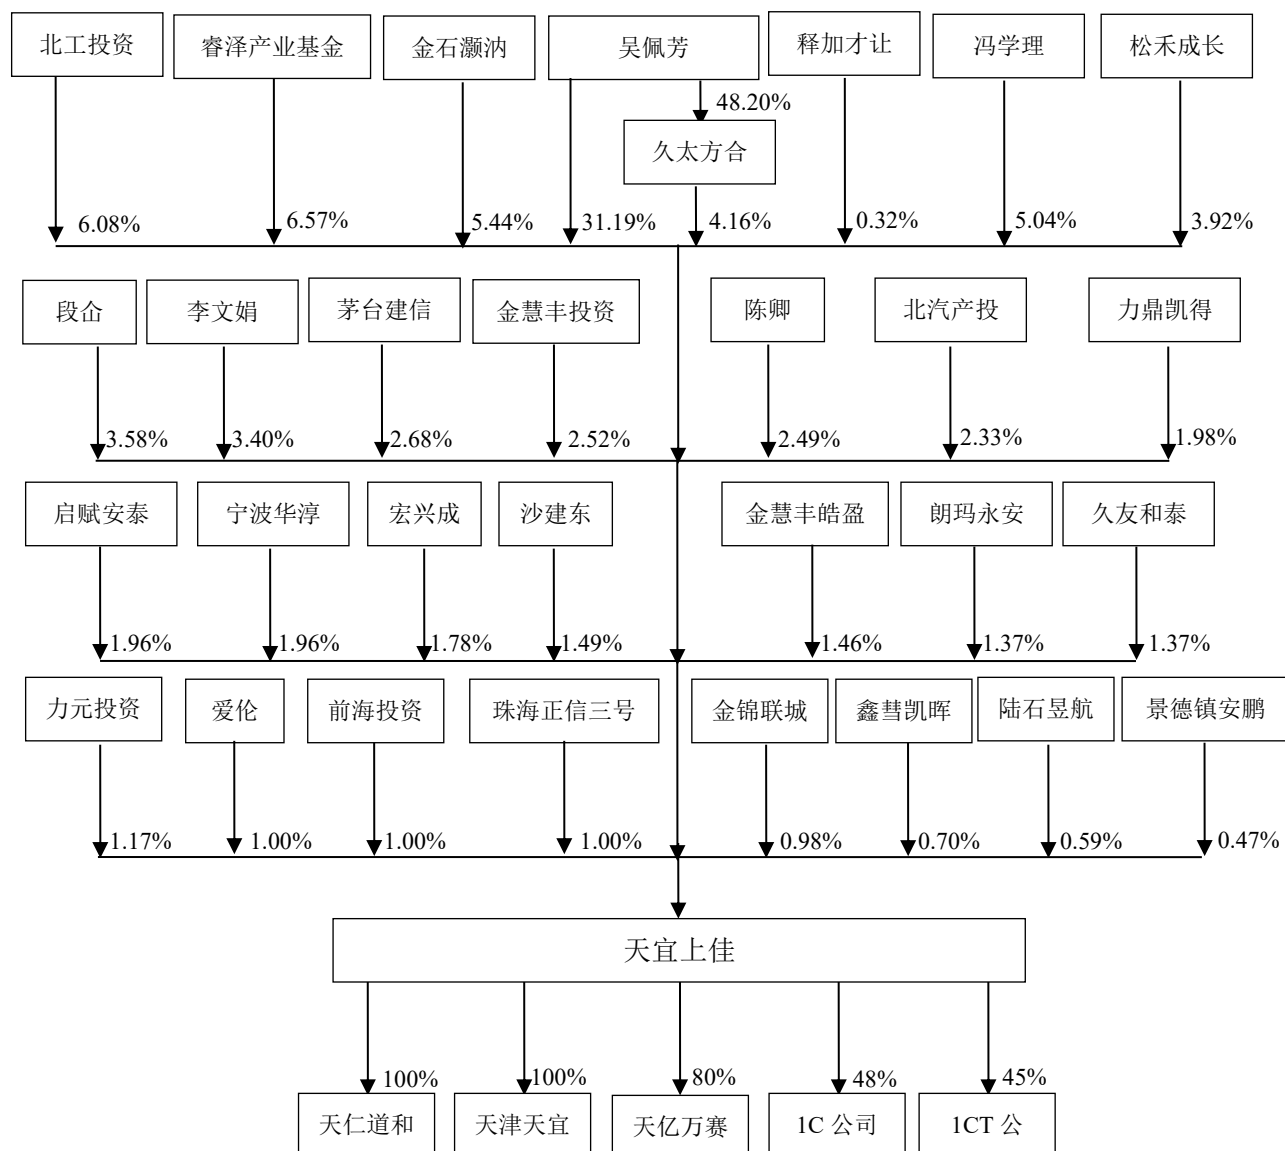 北工投资
睿泽产业基金
金石灏汭
吴佩芳
释加才让
冯学理
松禾成长
48.20%
久太方合
6.08%
6.57%
5.44%
31.19%
4.16%
0.32%
5.04%
3.92%
段仚
李文娟
茅台建信
金慧丰投资
陈卿
北汽产投
力鼎凯得
3.58%
3.40%
2.68%
2.52%
2.49%
2.33%
1.98%
启赋安泰
宁波华淳
宏兴成
沙建东
金慧丰皓盈
朗玛永安
久友和泰
1.96%
1.96%
1.78%
1.49%
1.46%
1.37%
1.37%
力元投资
爱伦
前海投资
珠海正信三号
金锦联城
鑫彗凯晖
陆石昱航
景德镇安鹏
1.17%
1.00%
1.00%
1.00%
0.98%
0.70%
0.59%
0.47%
天宜上佳
100%
100%
80%
48%
45%
天仁道和
天津天宜
天亿万赛
1C 公司
1CT 公